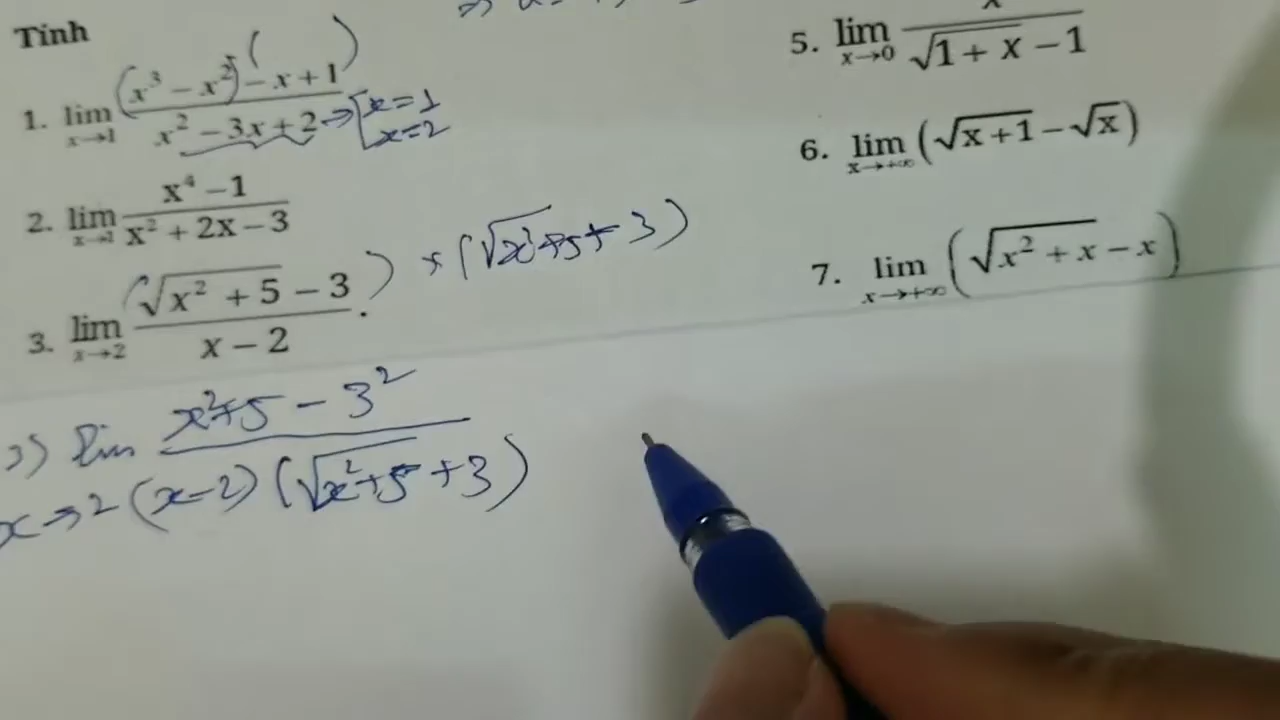 Tính
1. lim x→1 (x³ − x²) − x + 1 ( ) / x² − 3x + 2 ⇒ [x = 1
x = 2
2. lim x→1 x⁴ − 1 / x² + 2x − 3
3. lim x→2 (√(x² + 5) − 3) / x − 2 . × (√(x²+5) + 3)
5. lim x→0 x / √(1 + x) − 1
6. lim x→+∞ (√(x+1) − √x)
7. lim x→+∞ (√(x² + x) − x)
3) lim x→2 x²+5 − 3² / (x−2)(√(x²+5) + 3)